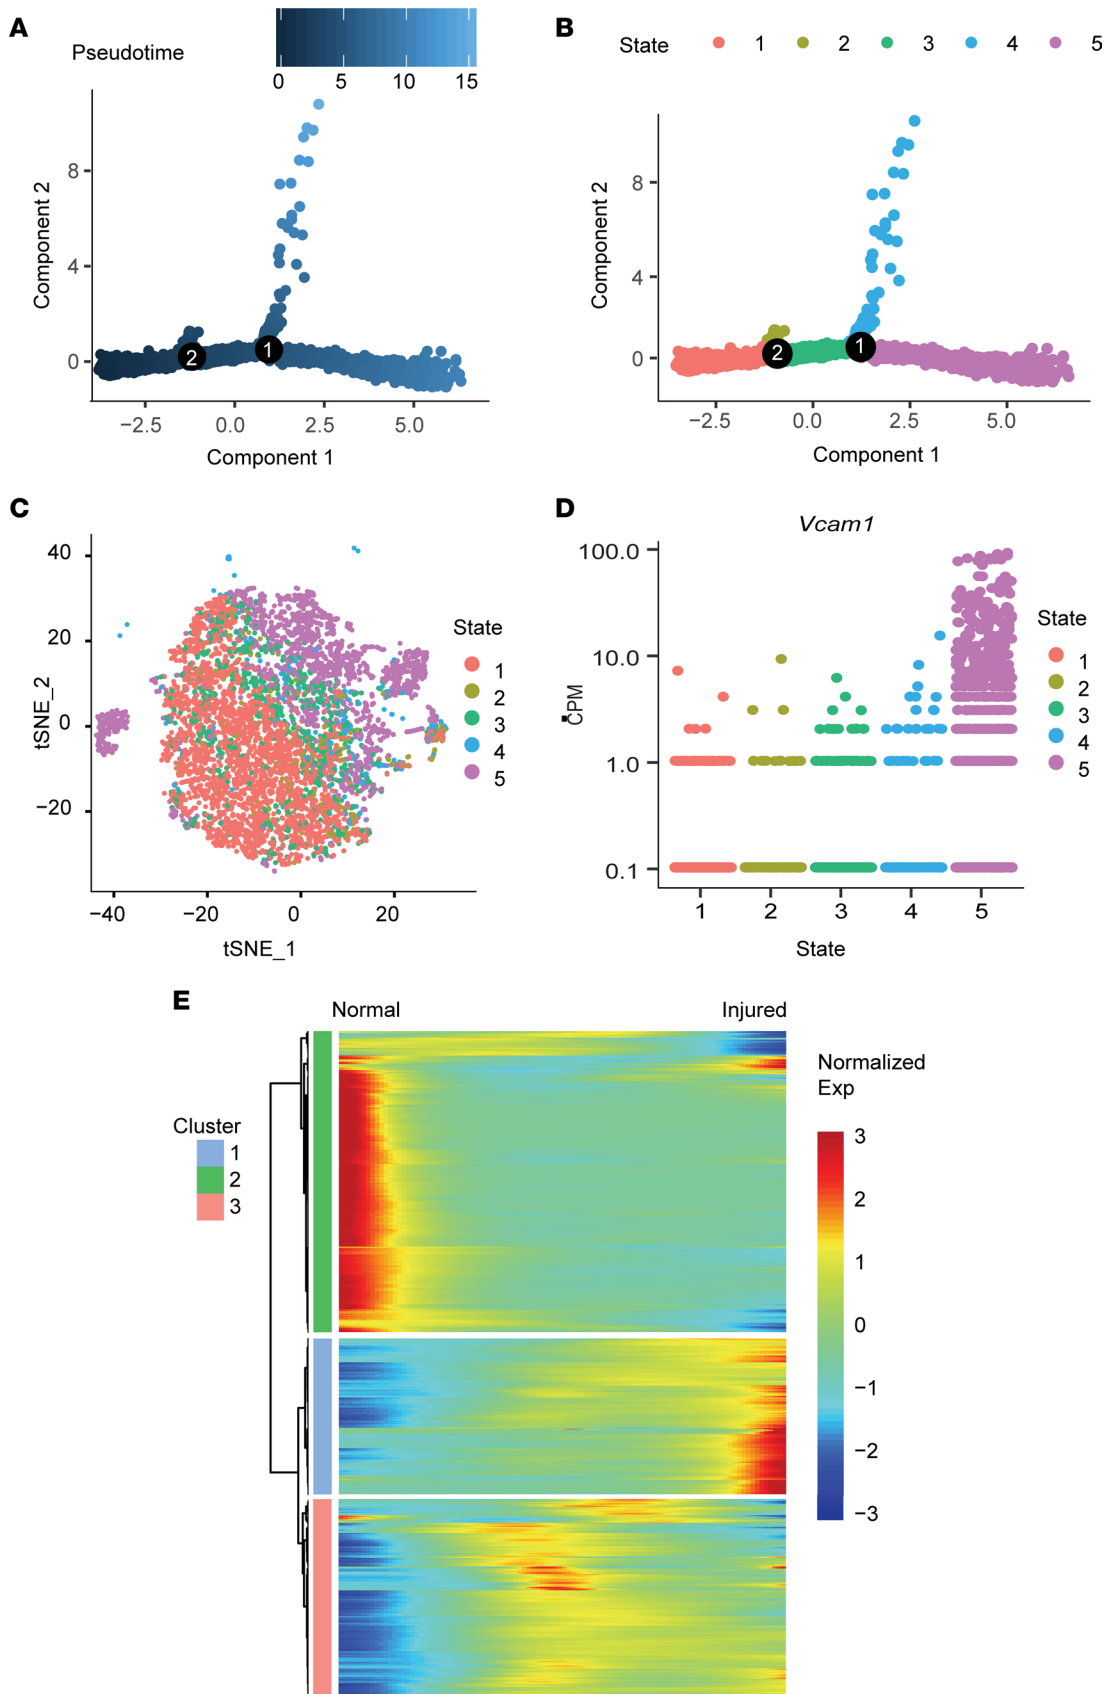 A
Pseudotime
0 5 10 15
Component 2
8
4
0
2
1
−2.5 0.0 2.5 5.0
Component 1
B
State 1 2 3 4 5
Component 2
8
4
0
2
1
−2.5 0.0 2.5 5.0
Component 1
C
tSNE_2
40
20
0
−20
−40 −20 0 20
tSNE_1
State
1
2
3
4
5
D
Vcam1
CPM
100.0
10.0
1.0
0.1
1 2 3 4 5
State
State
1
2
3
4
5
E
Normal Injured
Cluster
1
2
3
Normalized
Exp
3
2
1
0
−1
−2
−3